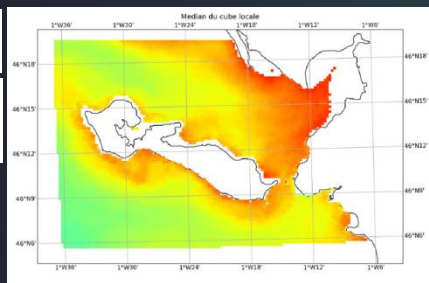 Median du cube locale
1°W36' 1°W30' 1°W24' 1°W18' 1°W12' 1°W6'
46°N18' 46°N18'
46°N15' 46°N15'
46°N12' 46°N12'
46°N9' 46°N9'
46°N6' 46°N6'
1°W36' 1°W30' 1°W24' 1°W18' 1°W12' 1°W6'